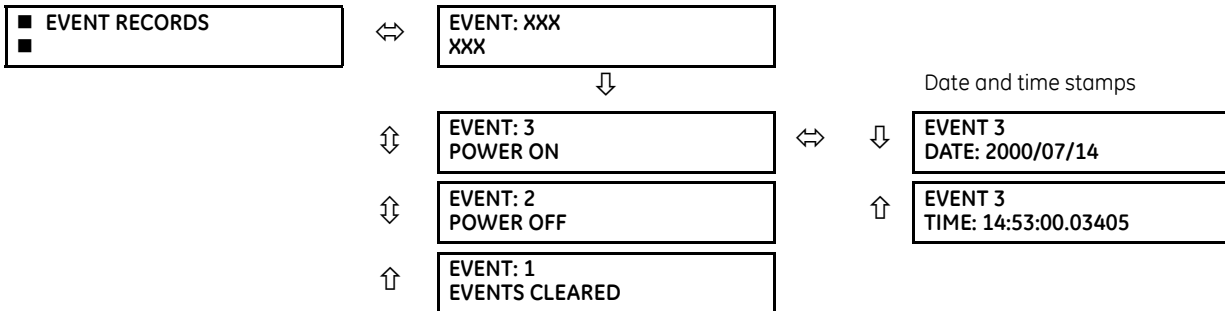 ■ EVENT RECORDS
■
EVENT: XXX
XXX
Date and time stamps
EVENT: 3
POWER ON
EVENT 3
DATE: 2000/07/14
EVENT: 2
POWER OFF
EVENT 3
TIME: 14:53:00.03405
EVENT: 1
EVENTS CLEARED